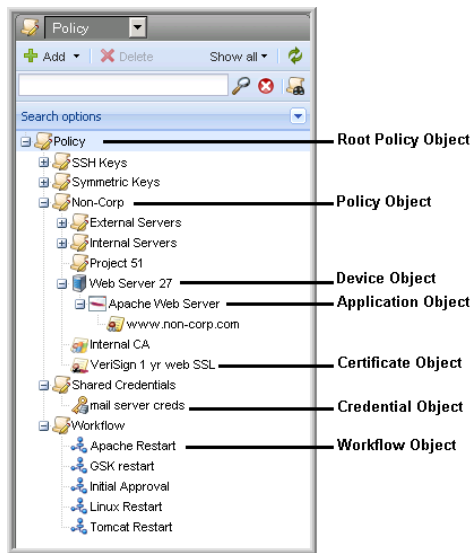 Policy
Add Delete Show all
Search options
Policy Root Policy Object
SSH Keys
Symmetric Keys
Non-Corp Policy Object
External Servers
Internal Servers
Project 51
Web Server 27 Device Object
Apache Web Server Application Object
www.non-corp.com
Internal CA
VeriSign 1 yr web SSL Certificate Object
Shared Credentials
mail server creds Credential Object
Workflow
Apache Restart Workflow Object
GSK restart
Initial Approval
Linux Restart
Tomcat Restart